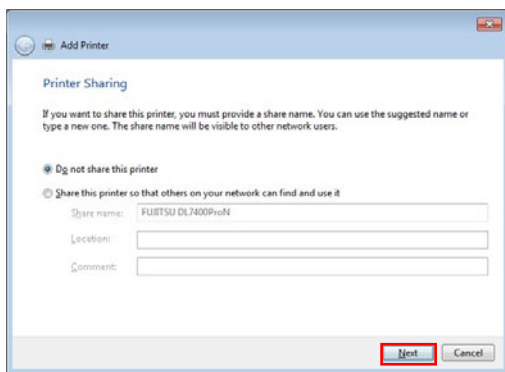 Add Printer
Printer Sharing
If you want to share this printer, you must provide a share name. You can use the suggested name or
type a new one. The share name will be visible to other network users.
Do not share this printer
Share this printer so that others on your network can find and use it
Share name: FUJITSU DL7400ProN
Location:
Comment:
Next Cancel